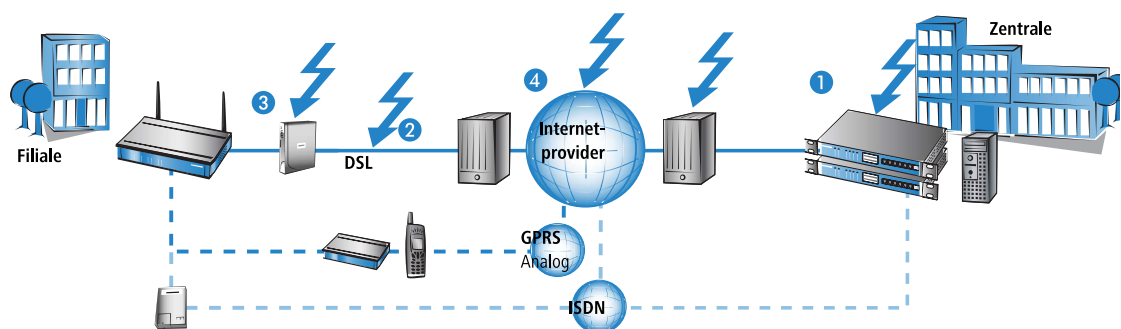 Zentrale
4
1
3
2
Internet-
provider
Filiale
DSL
GPRS
Analog
ISDN